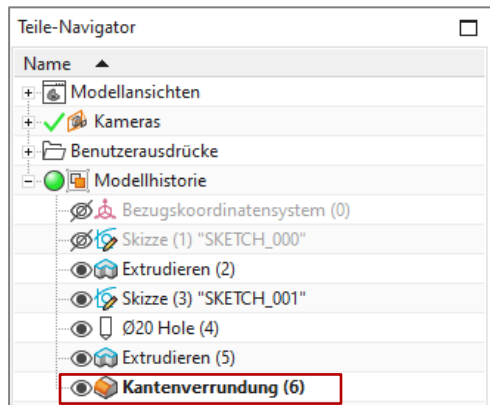 Teile-Navigator
Name
Modellansichten
Kameras
Benutzerausdrücke
Modellhistorie
Bezugskoordinatensystem (0)
Skizze (1) "SKETCH_000"
Extrudieren (2)
Skizze (3) "SKETCH_001"
Ø20 Hole (4)
Extrudieren (5)
Kantenverrundung (6)